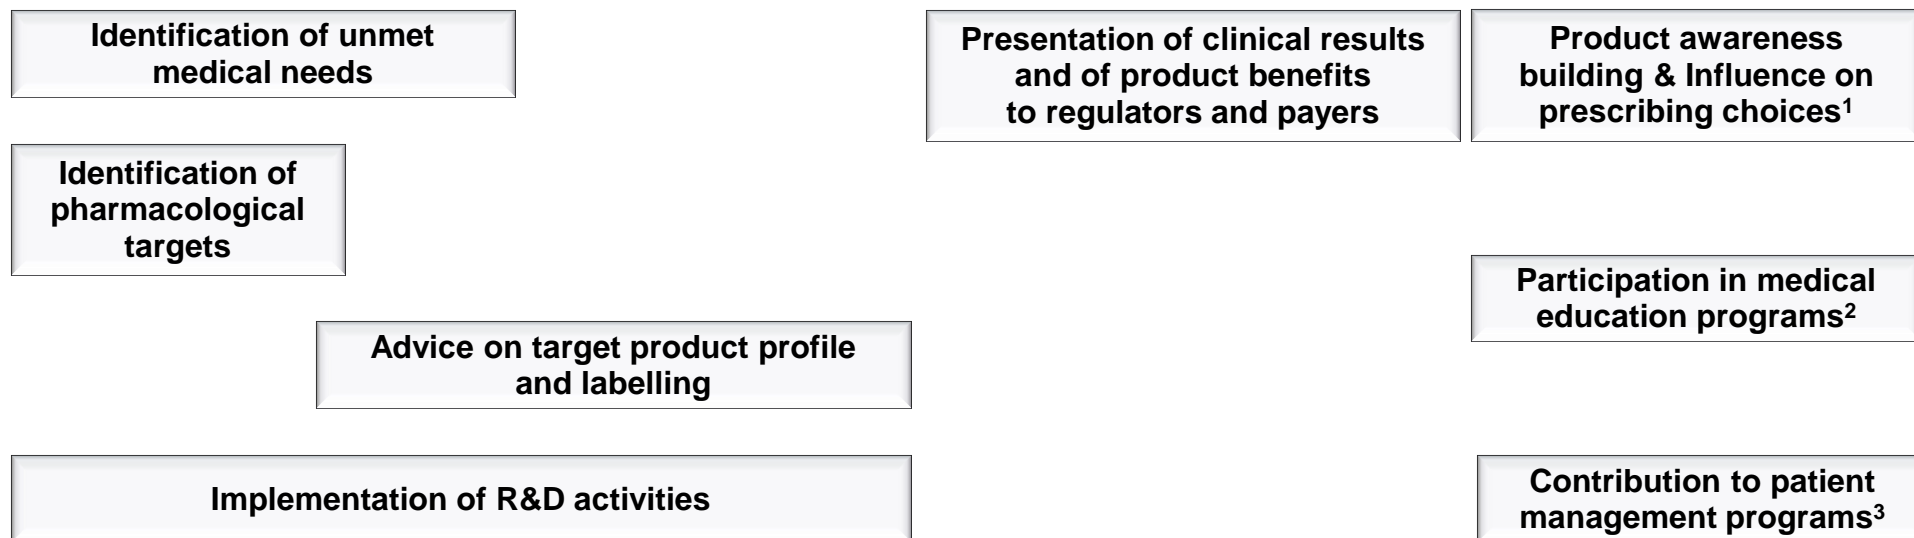 Identification of unmet
medical needs
Presentation of clinical results
and of product benefits
to regulators and payers
Product awareness
building & Influence on
prescribing choices¹
Identification of
pharmacological
targets
Participation in medical
education programs²
Advice on target product profile
and labelling
Implementation of R&D activities
Contribution to patient
management programs³